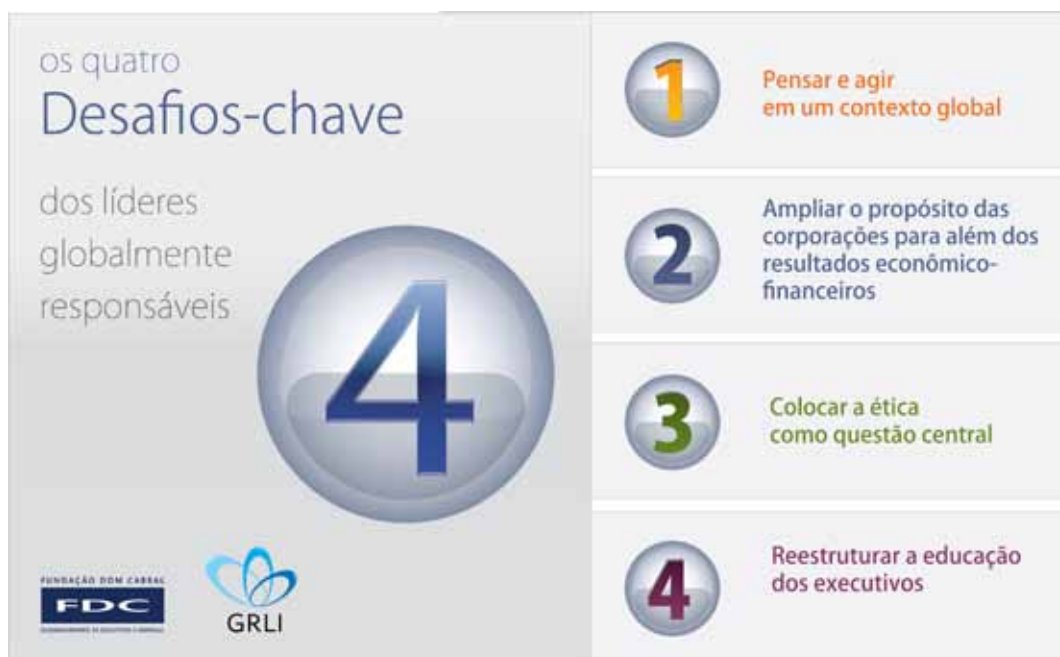 os quatro
Desafios-chave
dos líderes
globalmente
responsáveis
4
FUNDAÇÃO DOM CABRAL
FDC
GRLI
1
Pensar e agir
em um contexto global
2
Ampliar o propósito das
corporações para além dos
resultados econômico-
financeiros
3
Colocar a ética
como questão central
4
Reestruturar a educação
dos executivos